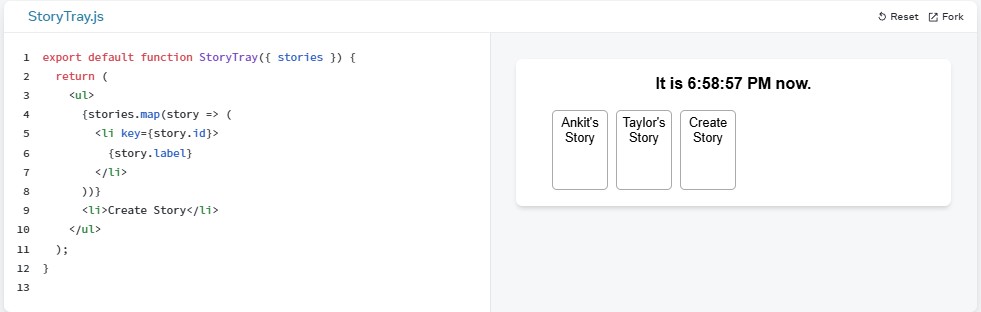 StoryTray.js
Reset Fork
1 export default function StoryTray({ stories }) {
2   return (
3     <ul>
4       {stories.map(story => (
5         <li key={story.id}>
6           {story.label}
7         </li>
8       ))}
9       <li>Create Story</li>
10     </ul>
11   );
12 }
13
It is 6:58:57 PM now.
Ankit's
Story
Taylor's
Story
Create
Story